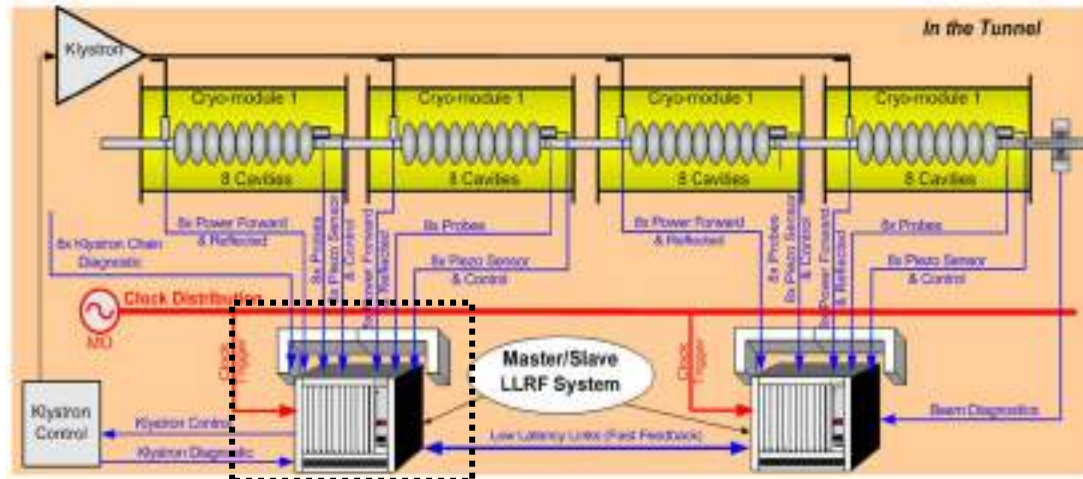 In the Tunnel
Klystron
Cryo-module 1
Cryo-module 1
Cryo-module 1
Cryo-module 1
8 Cavities
8 Cavities
8 Cavities
8 Cavities
8x Power Forward
& Reflected
8x Probes
8x Piezo Sensor
& Control
8x Power Forward
& Reflected
8x Probes
8x Piezo Sensor
& Control
8x Power Forward
& Reflected
8x Probes
8x Piezo Sensor
& Control
8x Power Forward
& Reflected
8x Probes
8x Piezo Sensor
& Control
8x Klystron Chain
Diagnostic
Clock Distribution
MO
Clock
Trigger
Master/Slave
LLRF System
Clock
Trigger
Klystron
Control
Klystron Control
Klystron Diagnostic
Low Latency Links (Fast Feedback)
Beam Diagnostics